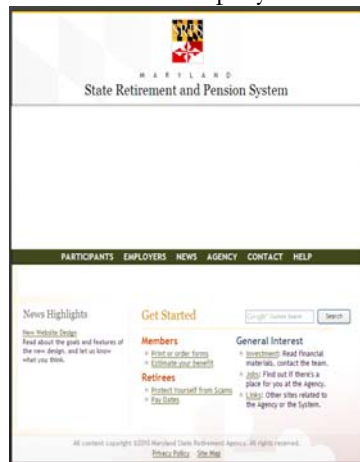 MARYLAND
State Retirement and Pension System
PARTICIPANTS EMPLOYERS NEWS AGENCY CONTACT HELP
News Highlights
New Website Design
Read about the goals and features of
the new design, and let us know
what you think.
Get Started
Custom Search Search
Members
Print or order forms
Estimate your benefit
Retirees
Protect Yourself from Scams
Pay Dates
General Interest
Investment: Read financial
materials, contact the team.
Jobs: Find out if there's a
place for you at the Agency.
Links: Other sites related to
the Agency or the System.
All content copyright ©2010 Maryland State Retirement Agency. All rights reserved.
Privacy Policy Site Map